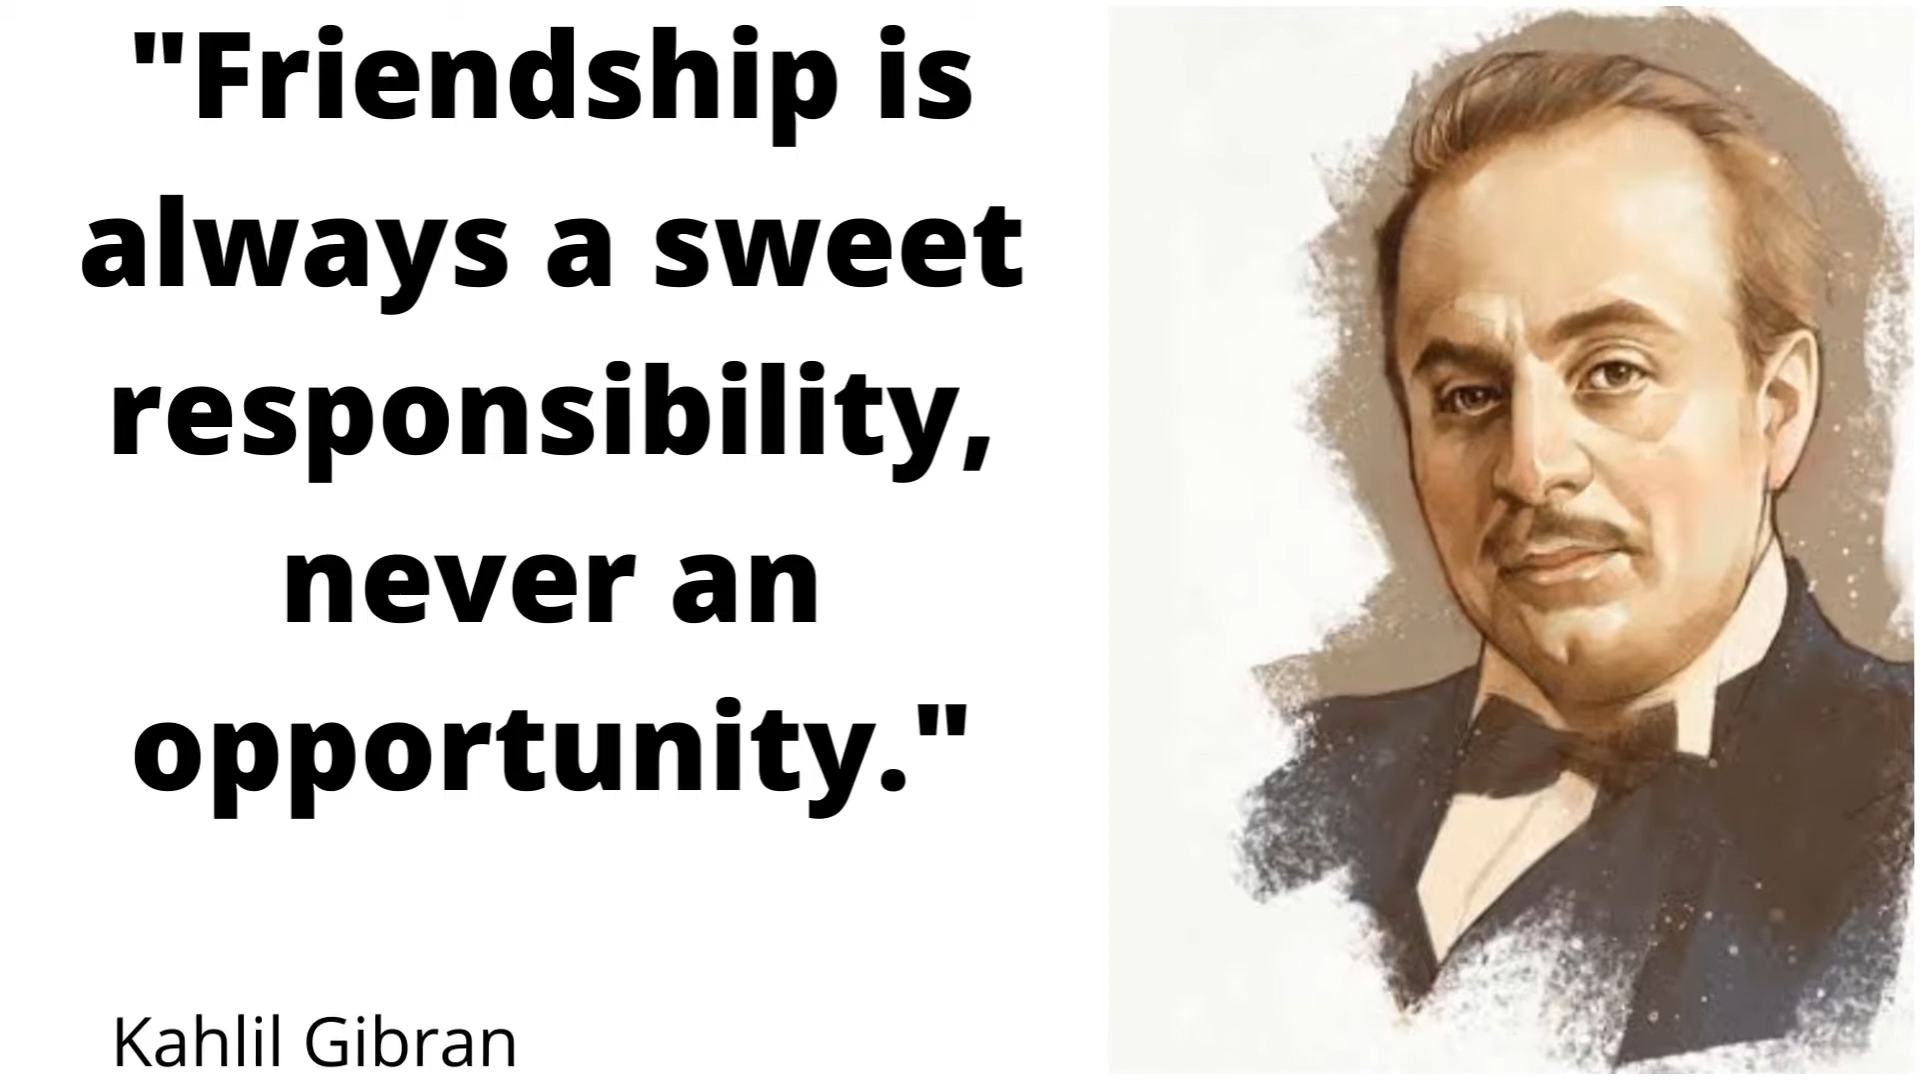 "Friendship is
always a sweet
responsibility,
never an
opportunity."
Kahlil Gibran